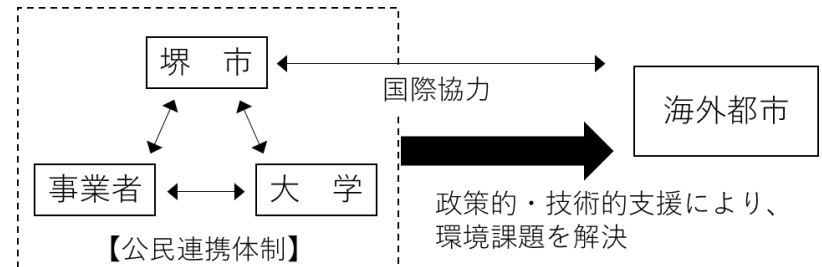 堺　市
国際協力
海外都市
事業者
大　学
政策的・技術的支援により、
環境課題を解決
【公民連携体制】